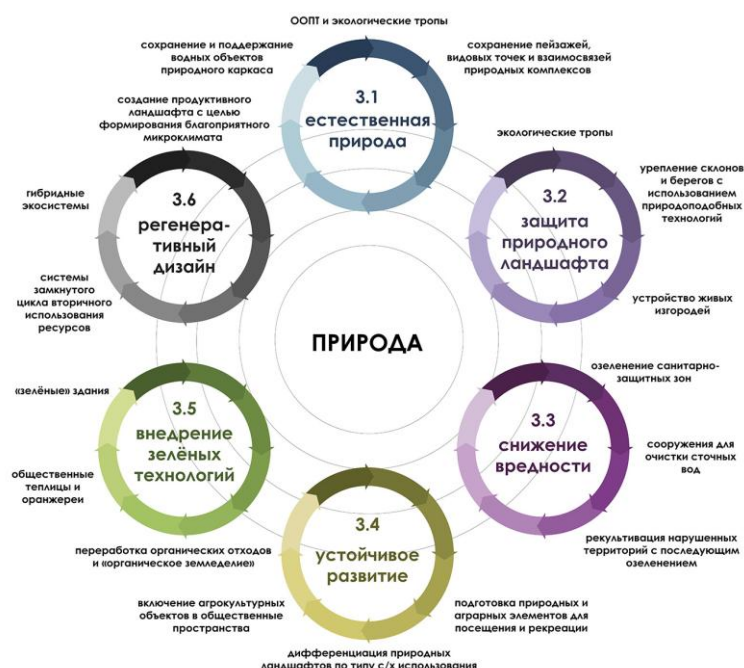 ООПТ и экологические тропы
сохранение и поддержание
водных объектов
природного каркаса
сохранение пейзажей,
видовых точек и взаимосвязей
природных комплексов
3.1
естественная
природа
создание продуктивного
ландшафта с целью
формирования благоприятного
микроклимата
экологические тропы
гибридные
экосистемы
3.6
регенера-
тивный
дизайн
3.2
защита
природного
ландшафта
урепление склонов
и берегов с
использованием
природоподобных
технологий
системы
замкнутого
цикла вторичного
использования
ресурсов
устройство живых
изгородей
ПРИРОДА
«зелёные» здания
3.5
внедрение
зелёных
технологий
общественные
теплицы и
оранжереи
озеленение санитарно-
защитных зон
3.3
снижение
вредности
сооружения для
очистки сточных
вод
переработка органических отходов
и «органическое земледелие»
рекультивация нарушенных
территорий с последующим
озеленением
3.4
устойчивое
развитие
включение агрокультурных
объектов в общественные
пространства
подготовка природных и
аграрных элементов для
посещения и рекреации
дифференциация природных
ландшафтов по типу с/х использования